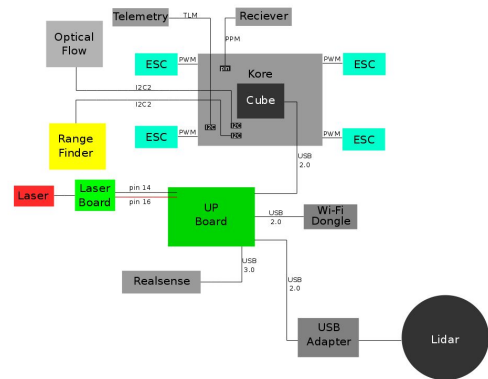 Telemetry
TLM
Reciever
PPM
Optical
Flow
ESC
PWM
Kore
PWM
ESC
I2C2
Cube
I2C2
Range
Finder
ESC
PWM
PWM
ESC
USB
2.0
Laser
Laser
Board
pin 14
pin 16
UP
Board
USB
2.0
Wi-Fi
Dongle
USB
3.0
USB
2.0
Realsense
USB
Adapter
Lidar